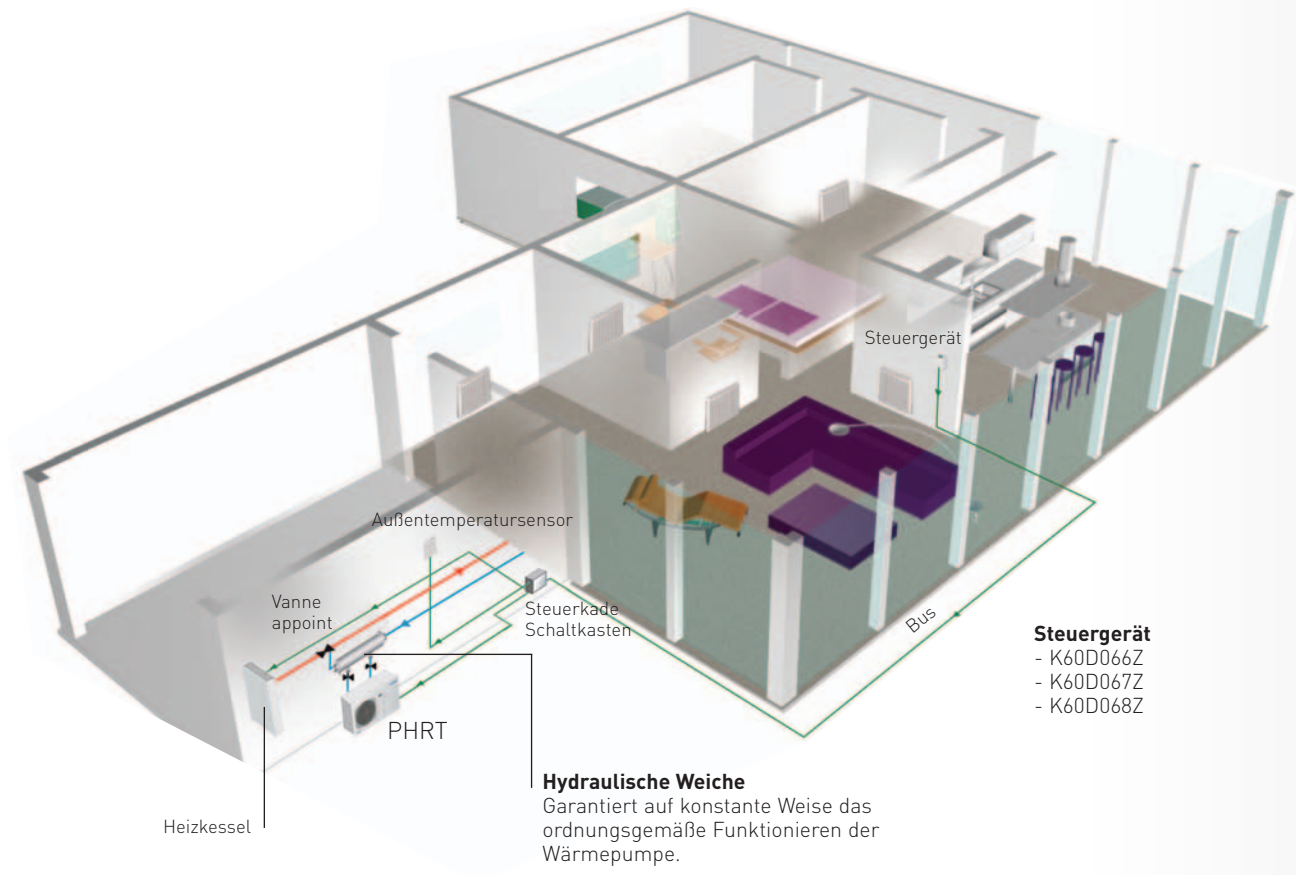 Steuergerät
Außentemperatursensor
Vanne
appoint
Steuerkade
Schaltkasten
Bus
Steuergerät
- K60D066Z
- K60D067Z
- K60D068Z
PHRT
Hydraulische Weiche
Garantiert auf konstante Weise das
ordnungsgemäße Funktionieren der
Wärmepumpe.
Heizkessel